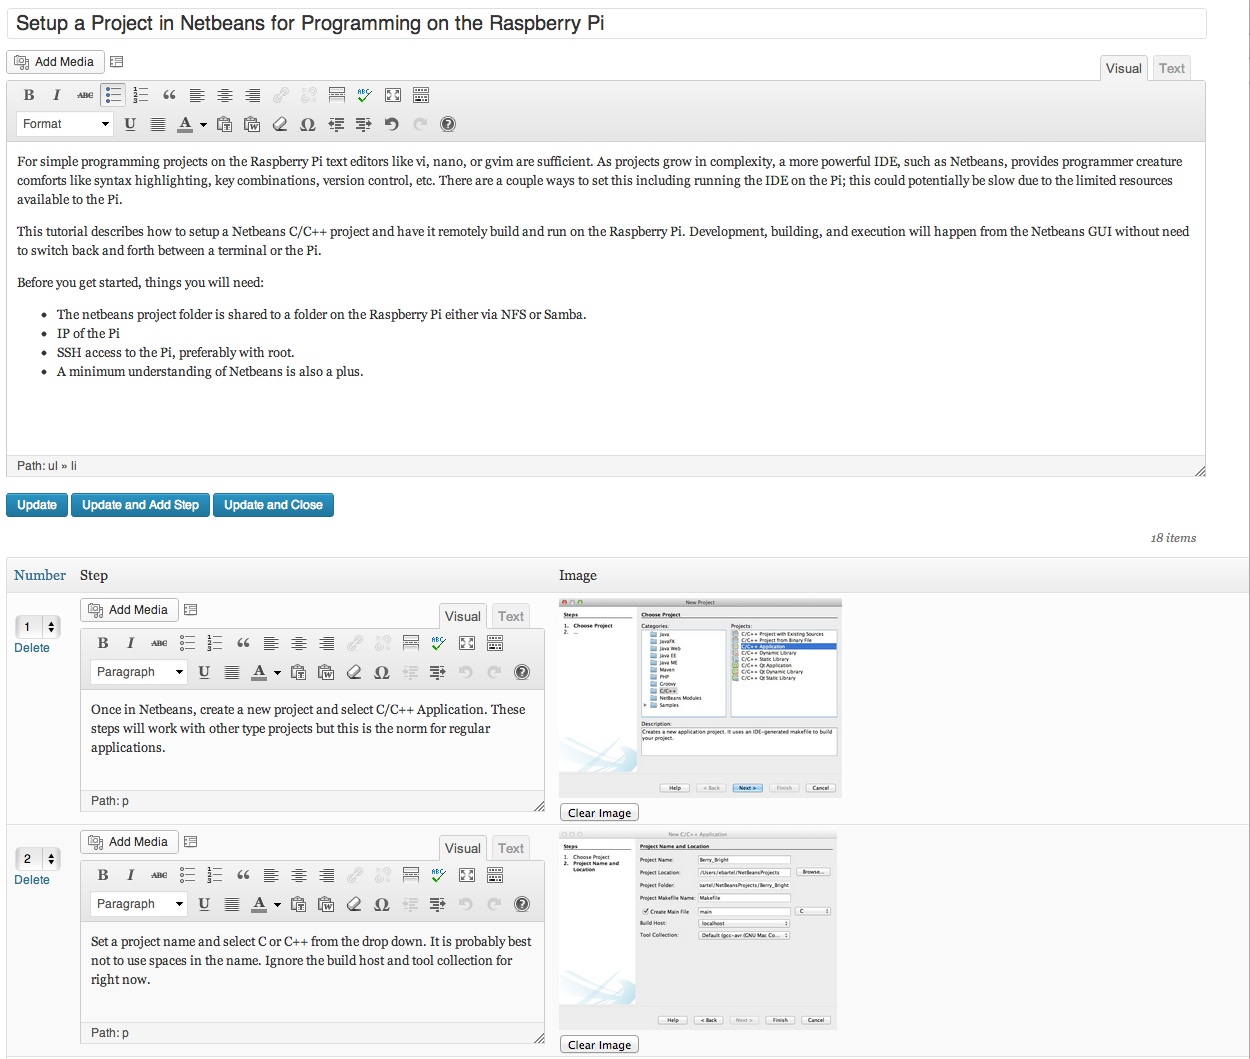 Setup a Project in Netbeans for Programming on the Raspberry Pi
Add Media
Visual Text
B I ABC
Format U A
For simple programming projects on the Raspberry Pi text editors like vi, nano, or gvim are sufficient. As projects grow in complexity, a more powerful IDE, such as Netbeans, provides programmer creature
comforts like syntax highlighting, key combinations, version control, etc. There are a couple ways to set this including running the IDE on the Pi; this could potentially be slow due to the limited resources
available to the Pi.
This tutorial describes how to setup a Netbeans C/C++ project and have it remotely build and run on the Raspberry Pi. Development, building, and execution will happen from the Netbeans GUI without need
to switch back and forth between a terminal or the Pi.
Before you get started, things you will need:
• The netbeans project folder is shared to a folder on the Raspberry Pi either via NFS or Samba.
• IP of the Pi
• SSH access to the Pi, preferably with root.
• A minimum understanding of Netbeans is also a plus.
Path: ul » li
Update Update and Add Step Update and Close
18 items
Number Step Image
1
Delete
Add Media
Visual Text
B I ABC
Paragraph U A
Once in Netbeans, create a new project and select C/C++ Application. These
steps will work with other type projects but this is the norm for regular
applications.
Path: p
New Project
Steps
1. Choose Project
2. ...
Choose Project
Categories:
Java
JavaFX
Java Web
Java EE
Java ME
Maven
PHP
Groovy
C/C++
NetBeans Modules
Samples
Projects:
C/C++ Project with Existing Sources
C/C++ Project from Binary File
C/C++ Application
C/C++ Dynamic Library
C/C++ Static Library
C/C++ Qt Application
C/C++ Qt Dynamic Library
C/C++ Qt Static Library
Description:
Creates a new application project. It uses an IDE-generated makefile to build
your project.
Help < Back Next > Finish Cancel
Clear Image
2
Delete
Add Media
Visual Text
B I ABC
Paragraph U A
Set a project name and select C or C++ from the drop down. It is probably best
not to use spaces in the name. Ignore the build host and tool collection for
right now.
Path: p
New C/C++ Application
Steps
1. Choose Project
2. Project Name and
Location
Project Name and Location
Project Name: Berry_Bright
Project Location: /Users/ebartel/NetBeansProjects Browse...
Project Folder: bartel/NetBeansProjects/Berry_Bright
Project Makefile Name: Makefile
Create Main File main C
Build Host: localhost
Tool Collection: Default (gcc-avr (GNU Mac Co...
Help < Back Next > Finish Cancel
Clear Image